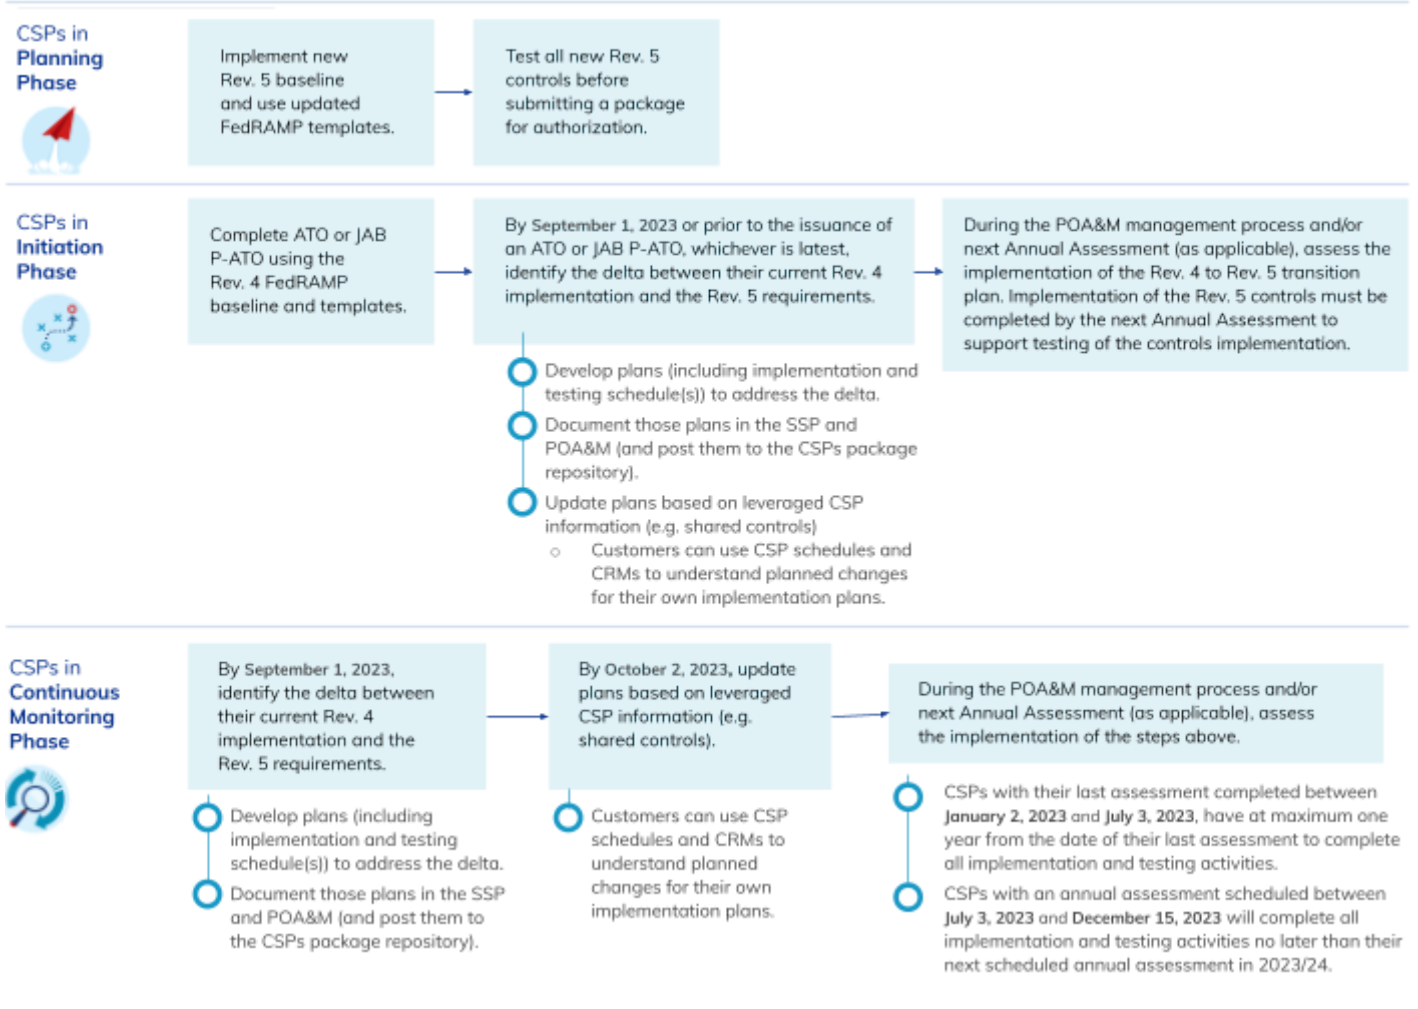 CSPs in
Planning
Phase
Implement new
Rev. 5 baseline
and use updated
FedRAMP templates.
Test all new Rev. 5
controls before
submitting a package
for authorization.
CSPs in
Initiation
Phase
Complete ATO or JAB
P-ATO using the
Rev. 4 FedRAMP
baseline and templates.
By September 1, 2023 or prior to the issuance of
an ATO or JAB P-ATO, whichever is latest,
identify the delta between their current Rev. 4
implementation and the Rev. 5 requirements.
Develop plans (including implementation and
testing schedule(s)) to address the delta.
Document those plans in the SSP and
POA&M (and post them to the CSPs package
repository).
Update plans based on leveraged CSP
information (e.g. shared controls)
Customers can use CSP schedules and
CRMs to understand planned changes
for their own implementation plans.
During the POA&M management process and/or
next Annual Assessment (as applicable), assess the
implementation of the Rev. 4 to Rev. 5 transition
plan. Implementation of the Rev. 5 controls must be
completed by the next Annual Assessment to
support testing of the controls implementation.
CSPs in
Continuous
Monitoring
Phase
By September 1, 2023,
identify the delta between
their current Rev. 4
implementation and the
Rev. 5 requirements.
Develop plans (including
implementation and testing
schedule(s)) to address the delta.
Document those plans in the SSP
and POA&M (and post them to
the CSPs package repository).
By October 2, 2023, update
plans based on leveraged
CSP information (e.g.
shared controls).
Customers can use CSP
schedules and CRMs to
understand planned
changes for their own
implementation plans.
During the POA&M management process and/or
next Annual Assessment (as applicable), assess
the implementation of the steps above.
CSPs with their last assessment completed between
January 2, 2023 and July 3, 2023, have at maximum one
year from the date of their last assessment to complete
all implementation and testing activities.
CSPs with an annual assessment scheduled between
July 3, 2023 and December 15, 2023 will complete all
implementation and testing activities no later than their
next scheduled annual assessment in 2023/24.